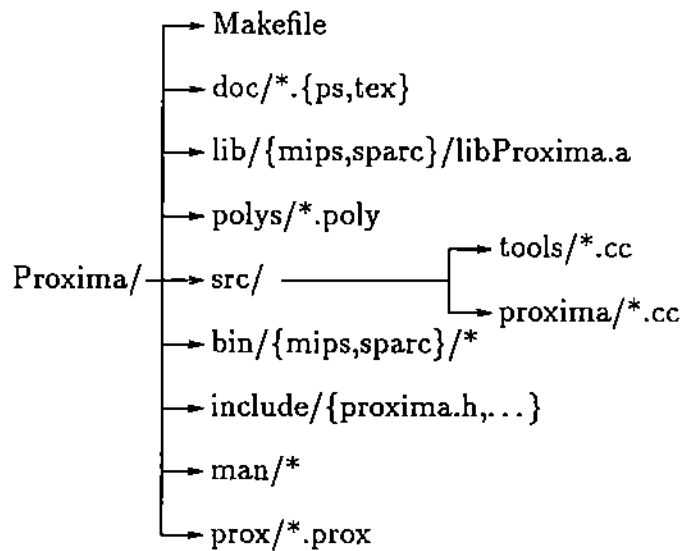 Makefile
doc/*.{ps,tex}
lib/{mips,sparc}/libProxima.a
polys/*.poly
tools/*.cc
Proxima/
src/
proxima/*.cc
bin/{mips,sparc}/*
include/{proxima.h,...}
man/*
prox/*.prox